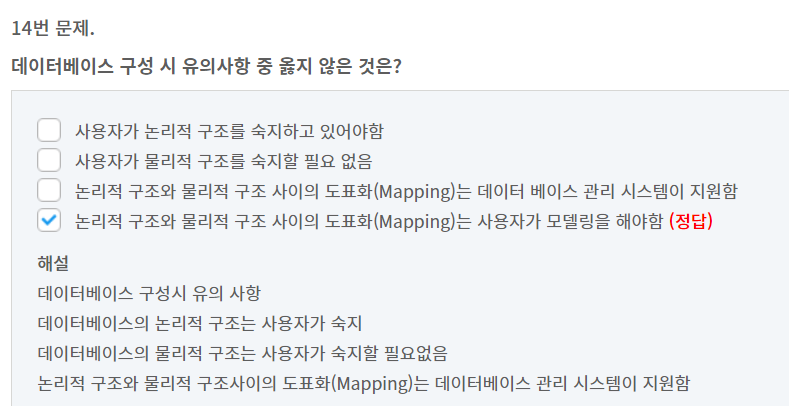 14번 문제.
데이터베이스 구성 시 유의사항 중 옳지 않은 것은?
사용자가 논리적 구조를 숙지하고 있어야함
사용자가 물리적 구조를 숙지할 필요 없음
논리적 구조와 물리적 구조 사이의 도표화(Mapping)는 데이터 베이스 관리 시스템이 지원함
논리적 구조와 물리적 구조 사이의 도표화(Mapping)는 사용자가 모델링을 해야함 (정답)
해설
데이터베이스 구성시 유의 사항
데이터베이스의 논리적 구조는 사용자가 숙지
데이터베이스의 물리적 구조는 사용자가 숙지할 필요없음
논리적 구조와 물리적 구조사이의 도표화(Mapping)는 데이터베이스 관리 시스템이 지원함